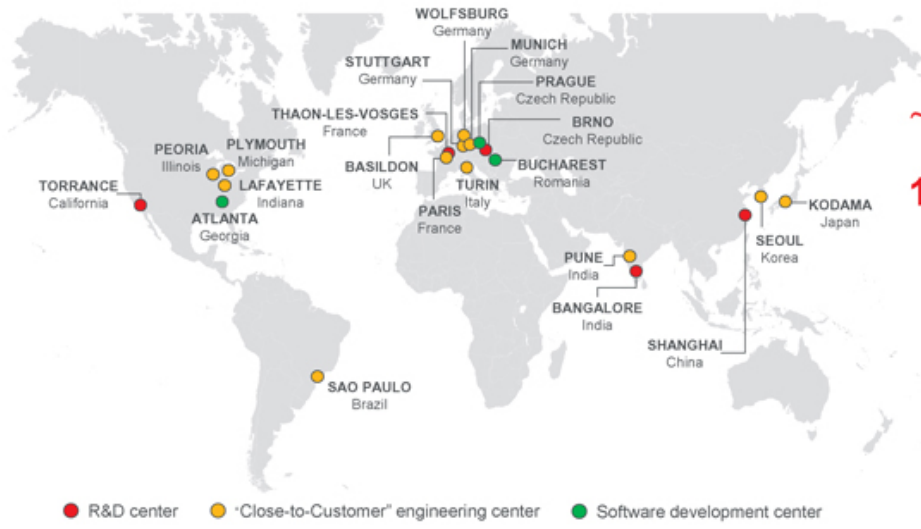 WOLFSBURG
Germany
MUNICH
Germany
STUTTGART
Germany
PRAGUE
Czech Republic
THAON-LES-VOSGES
France
BRNO
Czech Republic
PEORIA
Illinois
PLYMOUTH
Michigan
BASILDON
UK
BUCHAREST
Romania
TORRANCE
California
LAFAYETTE
Indiana
TURIN
Italy
PARIS
France
KODAMA
Japan
ATLANTA
Georgia
SEOUL
Korea
PUNE
India
BANGALORE
India
SHANGHAI
China
SAO PAULO
Brazil
~
1
R&D center
"Close-to-Customer" engineering center
Software development center